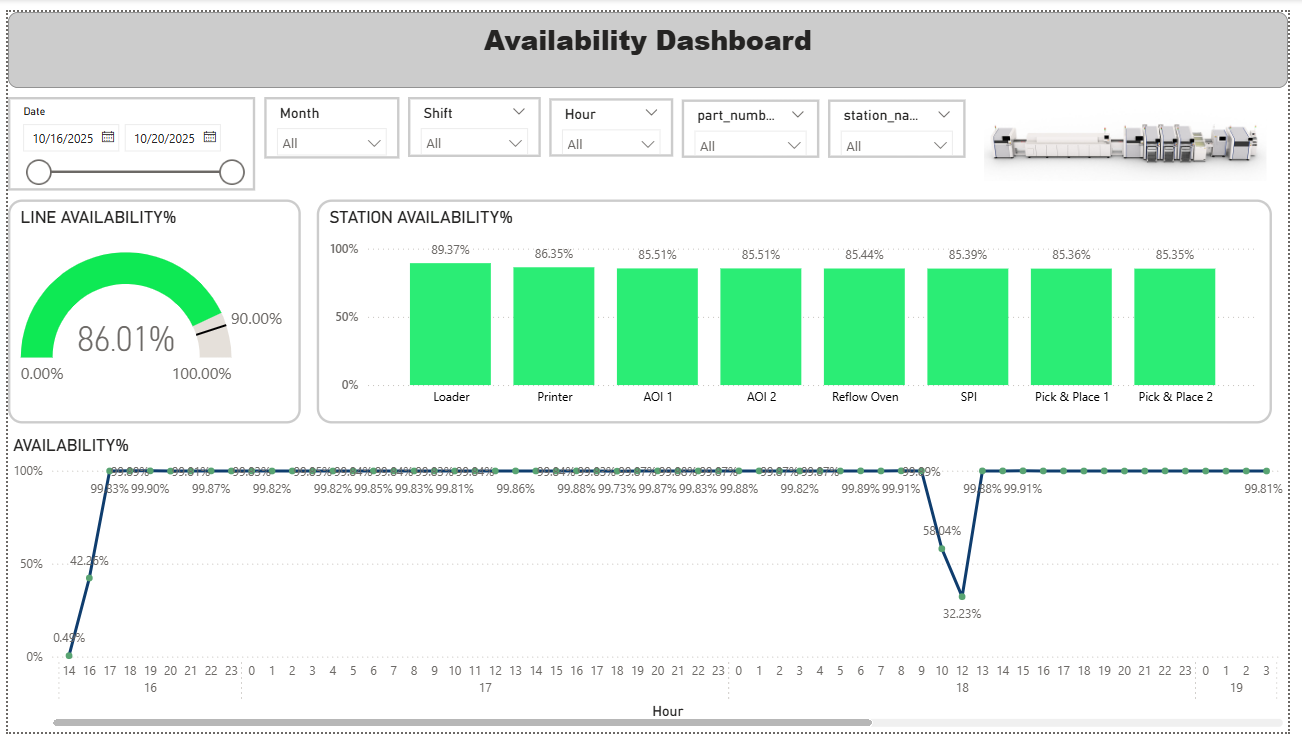 Availability Dashboard
Date
10/16/2025 10/20/2025
Month
All
Shift
All
Hour
All
part_numb...
All
station_na...
All
LINE AVAILABILITY%
86.01%
90.00%
0.00%
100.00%
STATION AVAILABILITY%
100%
50%
0%
89.37% 86.35% 85.51% 85.51% 85.44% 85.39% 85.36% 85.35%
Loader Printer AOI 1 AOI 2 Reflow Oven SPI Pick & Place 1 Pick & Place 2
AVAILABILITY%
100%
99.83% 99.90% 99.87% 99.82% 99.82% 99.85% 99.83% 99.81% 99.86% 99.88% 99.73% 99.87% 99.83% 99.88% 99.82% 99.89% 99.91% 99.88% 99.91% 99.81%
58.04%
50%
42.26%
32.23%
0.49%
0%
14 16 17 18 19 20 21 22 23 0 1 2 3 4 5 6 7 8 9 10 11 12 13 14 15 16 17 18 19 20 21 22 23 0 1 2 3 4 5 6 7 8 9 10 12 13 14 15 16 17 18 19 20 21 22 23 0 1 2 3
16 17 18 19
Hour